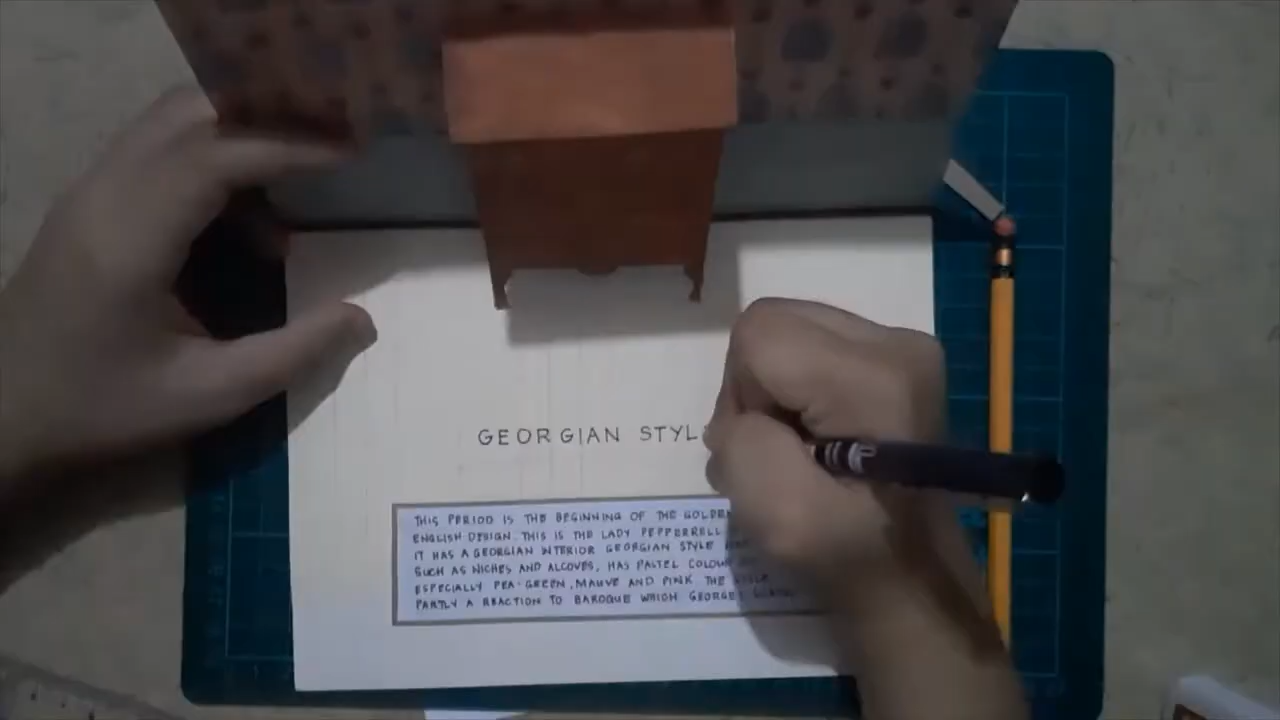 GEORGIAN STYL
THIS PERIOD IS THE BEGINNING OF THE GOLDEN
ENGLISH DESIGN. THIS IS THE LADY PEPPERRELL
IT HAS A GEORGIAN INTERIOR GEORGIAN STYLE
SUCH AS NICHES AND ALCOVES, HAS PASTEL COLOUR
ESPECIALLY PEA-GREEN, MAUVE AND PINK. THE STYLE
PARTLY A REACTION TO BAROQUE WHICH GEORGE